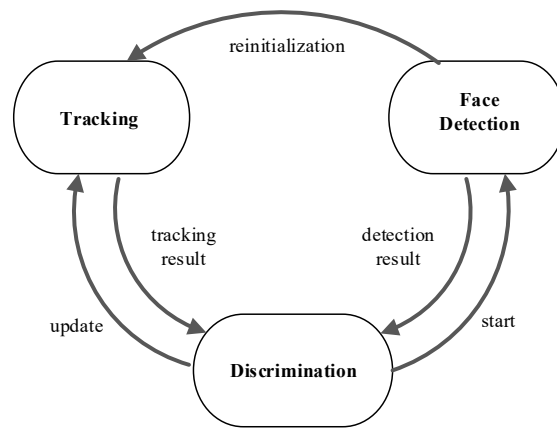 reinitialization
Tracking
Face
Detection
tracking
result
detection
result
update
start
Discrimination